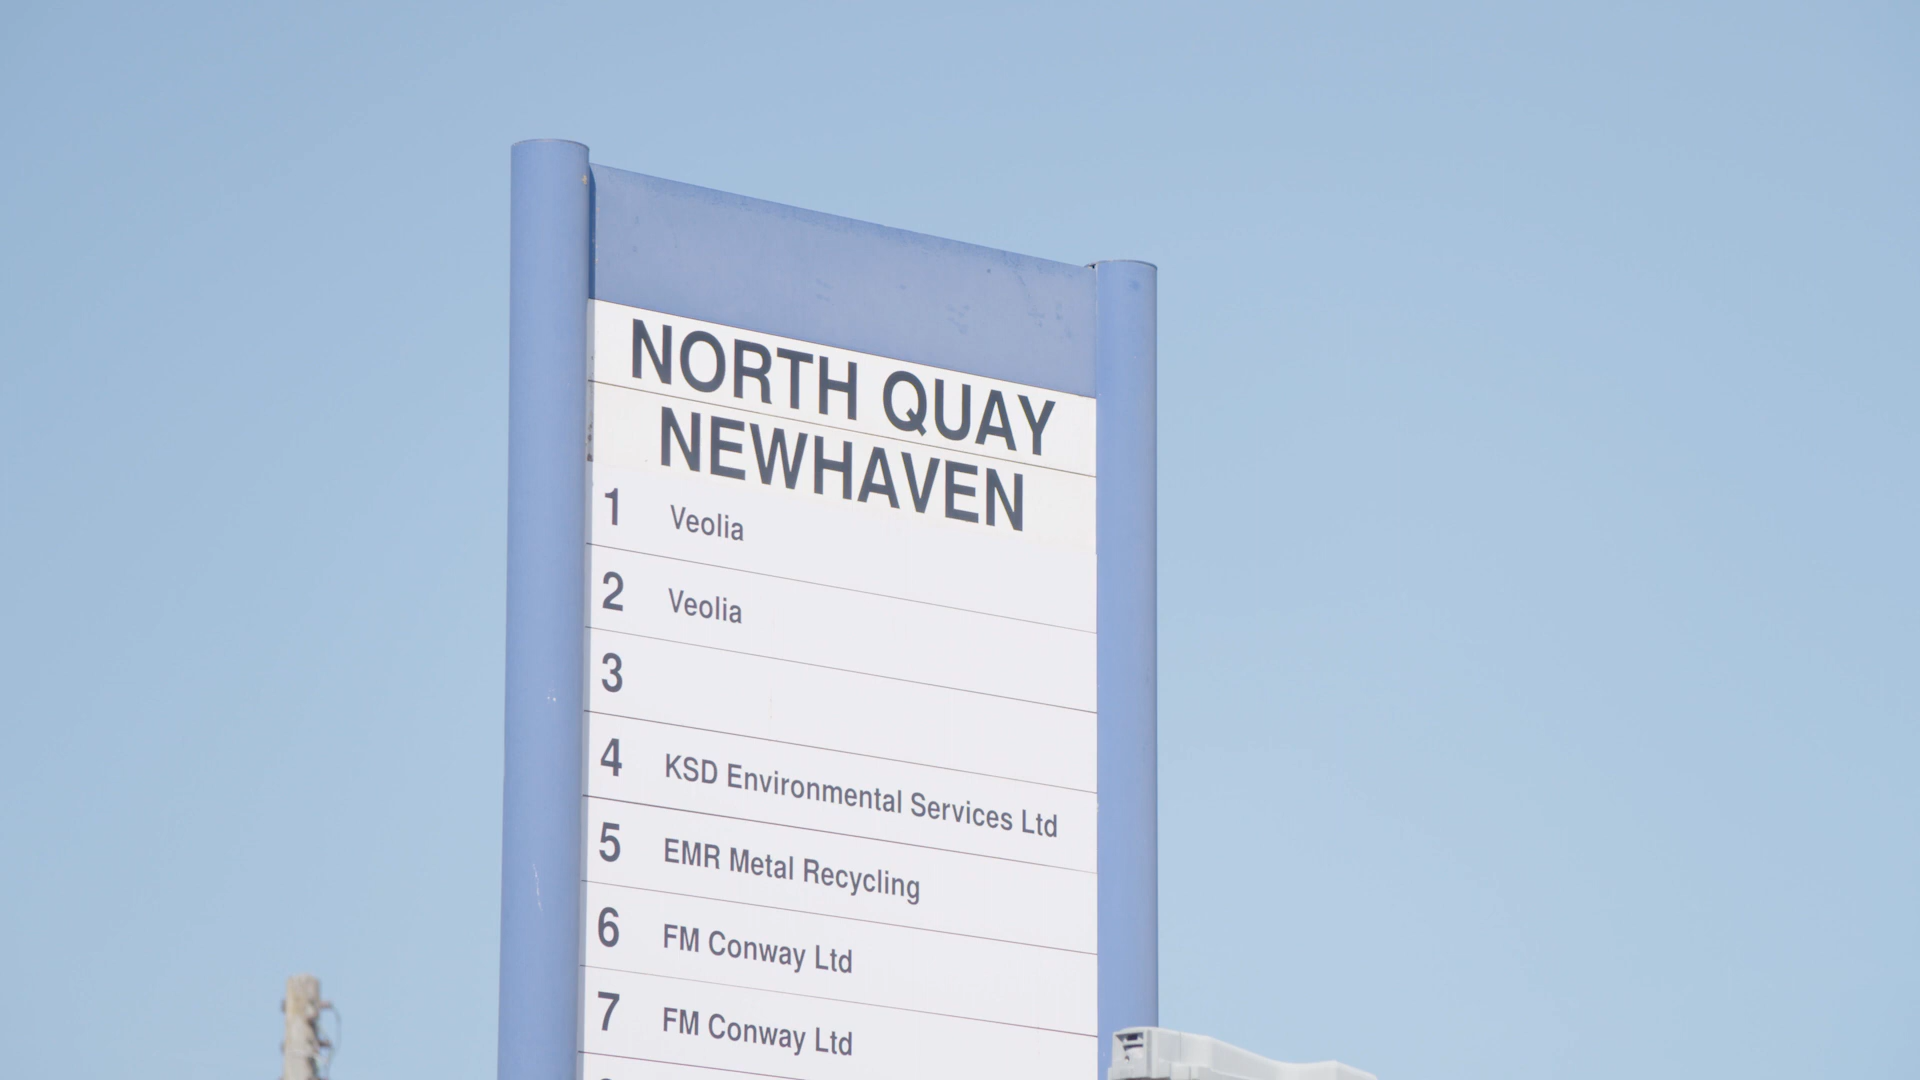 NORTH QUAY
NEWHAVEN
1 Veolia
2 Veolia
3
4 KSD Environmental Services Ltd
5 EMR Metal Recycling
6 FM Conway Ltd
7 FM Conway Ltd